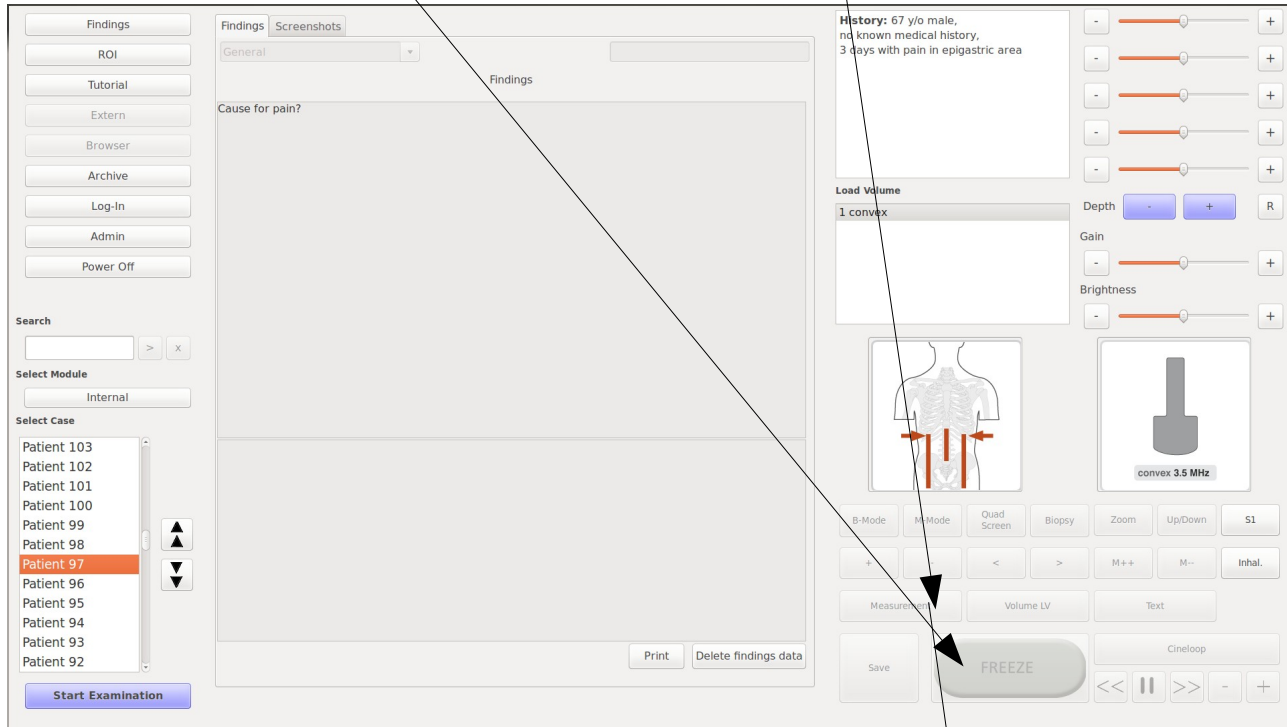 Findings
ROI
Tutorial
Extern
Browser
Archive
Log-In
Admin
Power Off
Search
> x
Select Module
Internal
Select Case
Patient 103
Patient 102
Patient 101
Patient 100
Patient 99
Patient 98
Patient 97
Patient 96
Patient 95
Patient 94
Patient 93
Patient 92
Start Examination
Findings Screenshots
General
Findings
Cause for pain?
Print Delete findings data
History: 67 y/o male,
no known medical history,
3 days with pain in epigastric area
Load Volume
1 convex
- +
- +
- +
- +
- +
Depth - + R
Gain
- +
Brightness
- +
convex 3.5 MHz
B-Mode M-Mode Quad Screen Biopsy Zoom Up/Down S1
+ - < > M++ M-- Inhal.
Measurement Volume LV Text
Save FREEZE Cineloop
<< >> - +